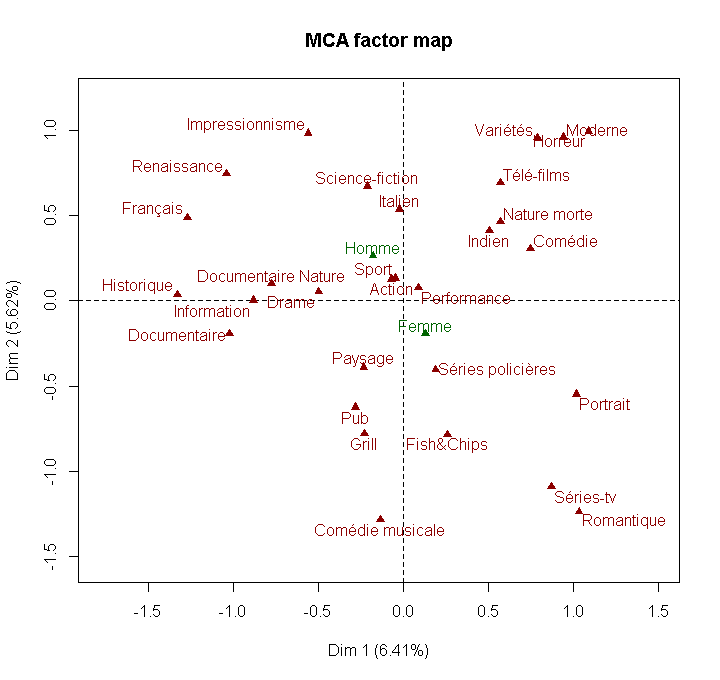 MCA factor map
Impressionnisme
Variétés
Moderne
Horreur
Renaissance
Science-fiction
Télé-films
Italien
Français
Nature morte
Indien
Comédie
Homme
Sport
Documentaire Nature
Historique
Action
Performance
Drame
Information
Documentaire
Femme
Paysage
Séries policières
Portrait
Pub
Grill
Fish&Chips
Séries-tv
Romantique
Comédie musicale
1.0
0.5
0.0
-0.5
-1.0
-1.5
Dim 2 (5.62%)
-1.5 -1.0 -0.5 0.0 0.5 1.0 1.5
Dim 1 (6.41%)